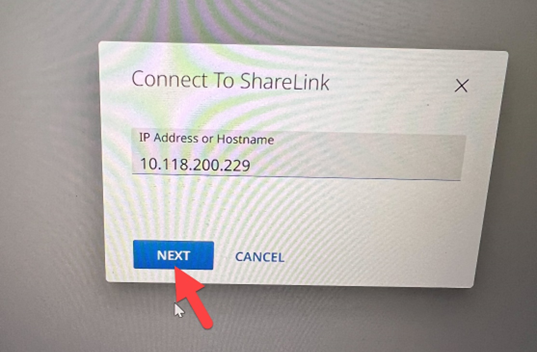 Connect To ShareLink
IP Address or Hostname
10.118.200.229
NEXT
CANCEL